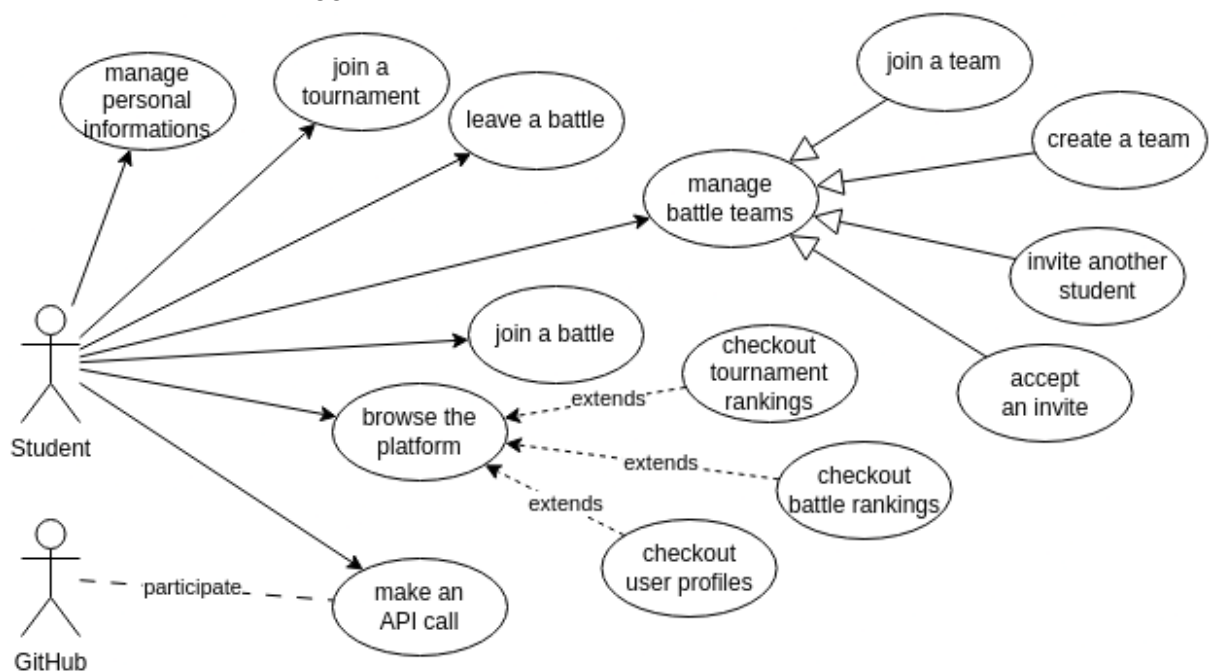 manage
personal
informations
join a
tournament
leave a battle
join a team
create a team
manage
battle teams
invite another
student
accept
an invite
join a battle
checkout
tournament
rankings
extends
browse the
platform
Student
extends
checkout
battle rankings
extends
checkout
user profiles
participate
make an
API call
GitHub